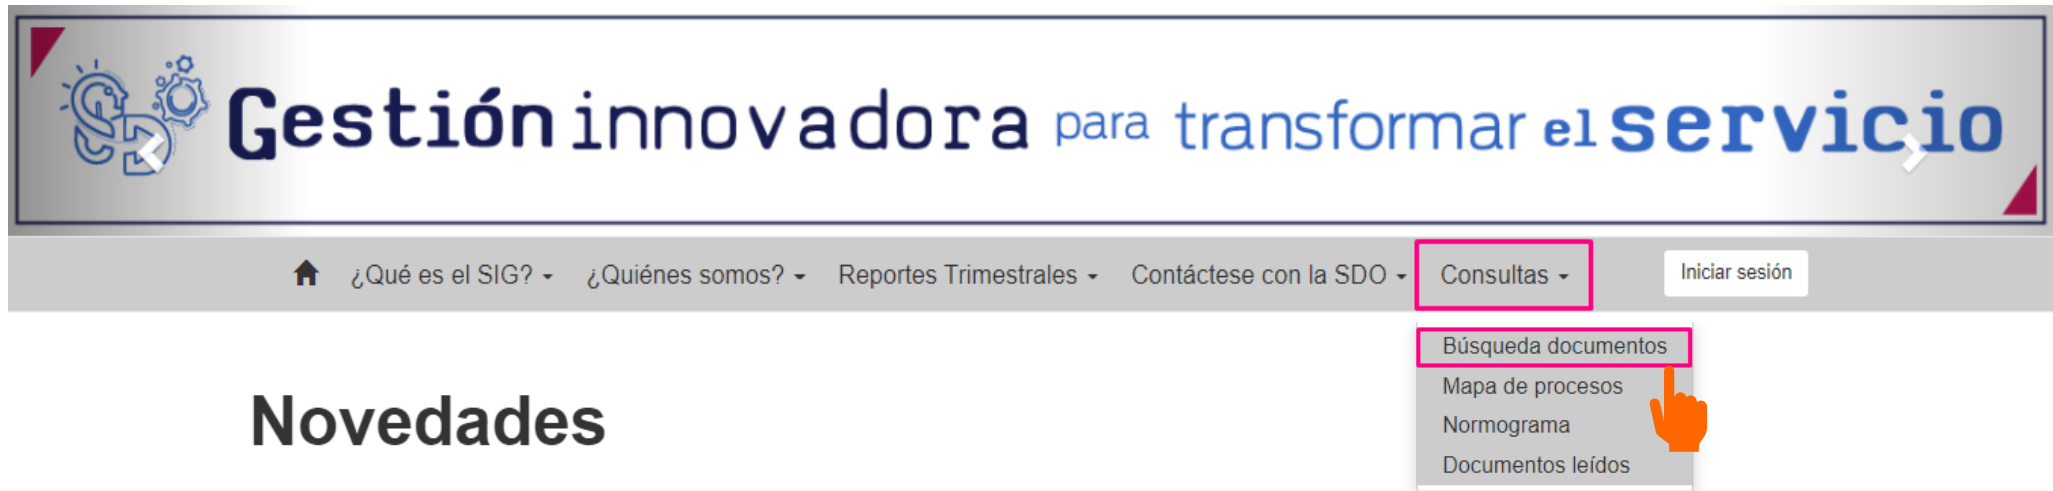 SD
Gestión innovadora para transformar el servicio
¿Qué es el SIG? ¿Quiénes somos? Reportes Trimestrales Contáctese con la SDO Consultas Iniciar sesión
Búsqueda documentos
Mapa de procesos
Normograma
Documentos leídos
Novedades